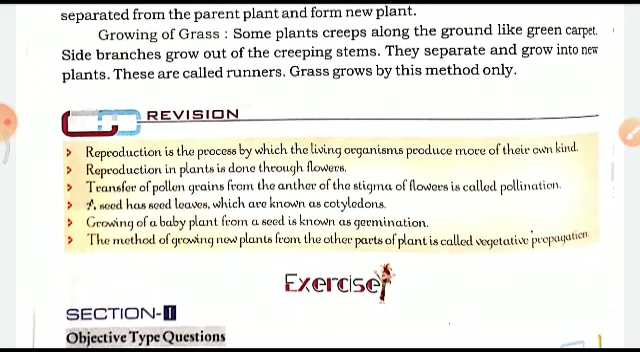 separated from the parent plant and form new plant.
Growing of Grass : Some plants creeps along the ground like green carpet.
Side branches grow out of the creeping stems. They separate and grow into new
plants. These are called runners. Grass grows by this method only.
REVISION
> Reproduction is the process by which the living organisms produce more of their own kind.
> Reproduction in plants is done through flowers.
> Transfer of pollen grains from the anther of the stigma of flowers is called pollination.
> A seed has seed leaves, which are known as cotyledons.
> Growing of a baby plant from a seed is known as germination.
> The method of growing new plants from the other parts of plant is called vegetative propagation
Exercise
SECTION-I
Objective Type Questions